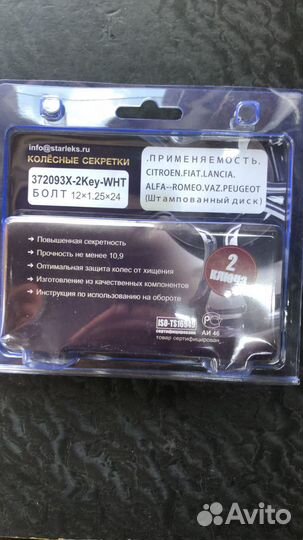 info@starleks.ru
КОЛЁСНЫЕ СЕКРЕТКИ
372093X-2Key-WHT
БОЛТ 12×1.25×24
.ПРИМЕНЯЕМОСТЬ.
CITROEN.FIAT.LANCIA.
ALFA--ROMEO.VAZ.PEUGEOT
(Штампованный диск)
Повышенная секретность
Прочность не менее 10,9
Оптимальная защита колес от хищения
Изготовление из качественных компонентов
Инструкция по использованию на обороте
2
КЛЮЧА
ISO-TS16949
сертифицировано
товар сертифицирован
АИ 46
Avito